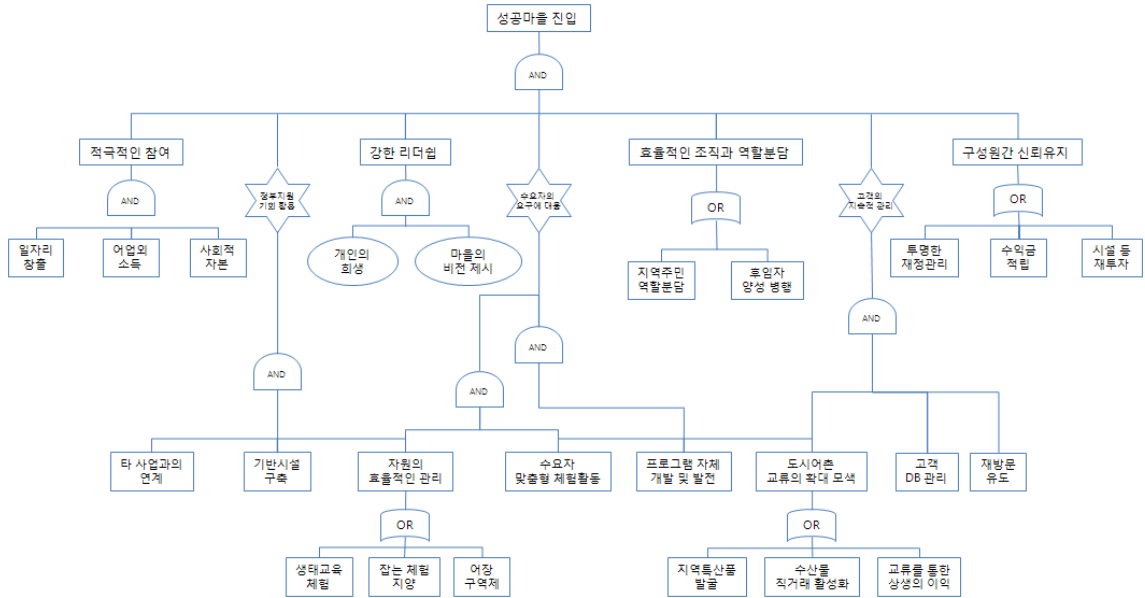 성공마을 진입
AND
적극적인 참여
강한 리더쉽
효율적인 조직과 역할분담
구성원간 신뢰유지
AND
정부지원
기회 활용
AND
수요자의
요구에 대응
OR
고객의
지속적 관리
OR
일자리
창출
어업외
소득
사회적
자본
개인의
희생
마을의
비전 제시
지역주민
역할분담
후임자
양성 병행
투명한
재정관리
수익금
적립
시설 등
재투자
AND
AND
AND
AND
타 사업과의
연계
기반시설
구축
자원의
효율적인 관리
수요자
맞춤형 체험활동
프로그램 자체
개발 및 발전
도시어촌
교류의 확대 모색
고객
DB 관리
재방문
유도
OR
OR
생태교육
체험
잡는 체험
지양
어장
구역제
지역특산품
발굴
수산물
직거래 활성화
교류를 통한
상생의 이익